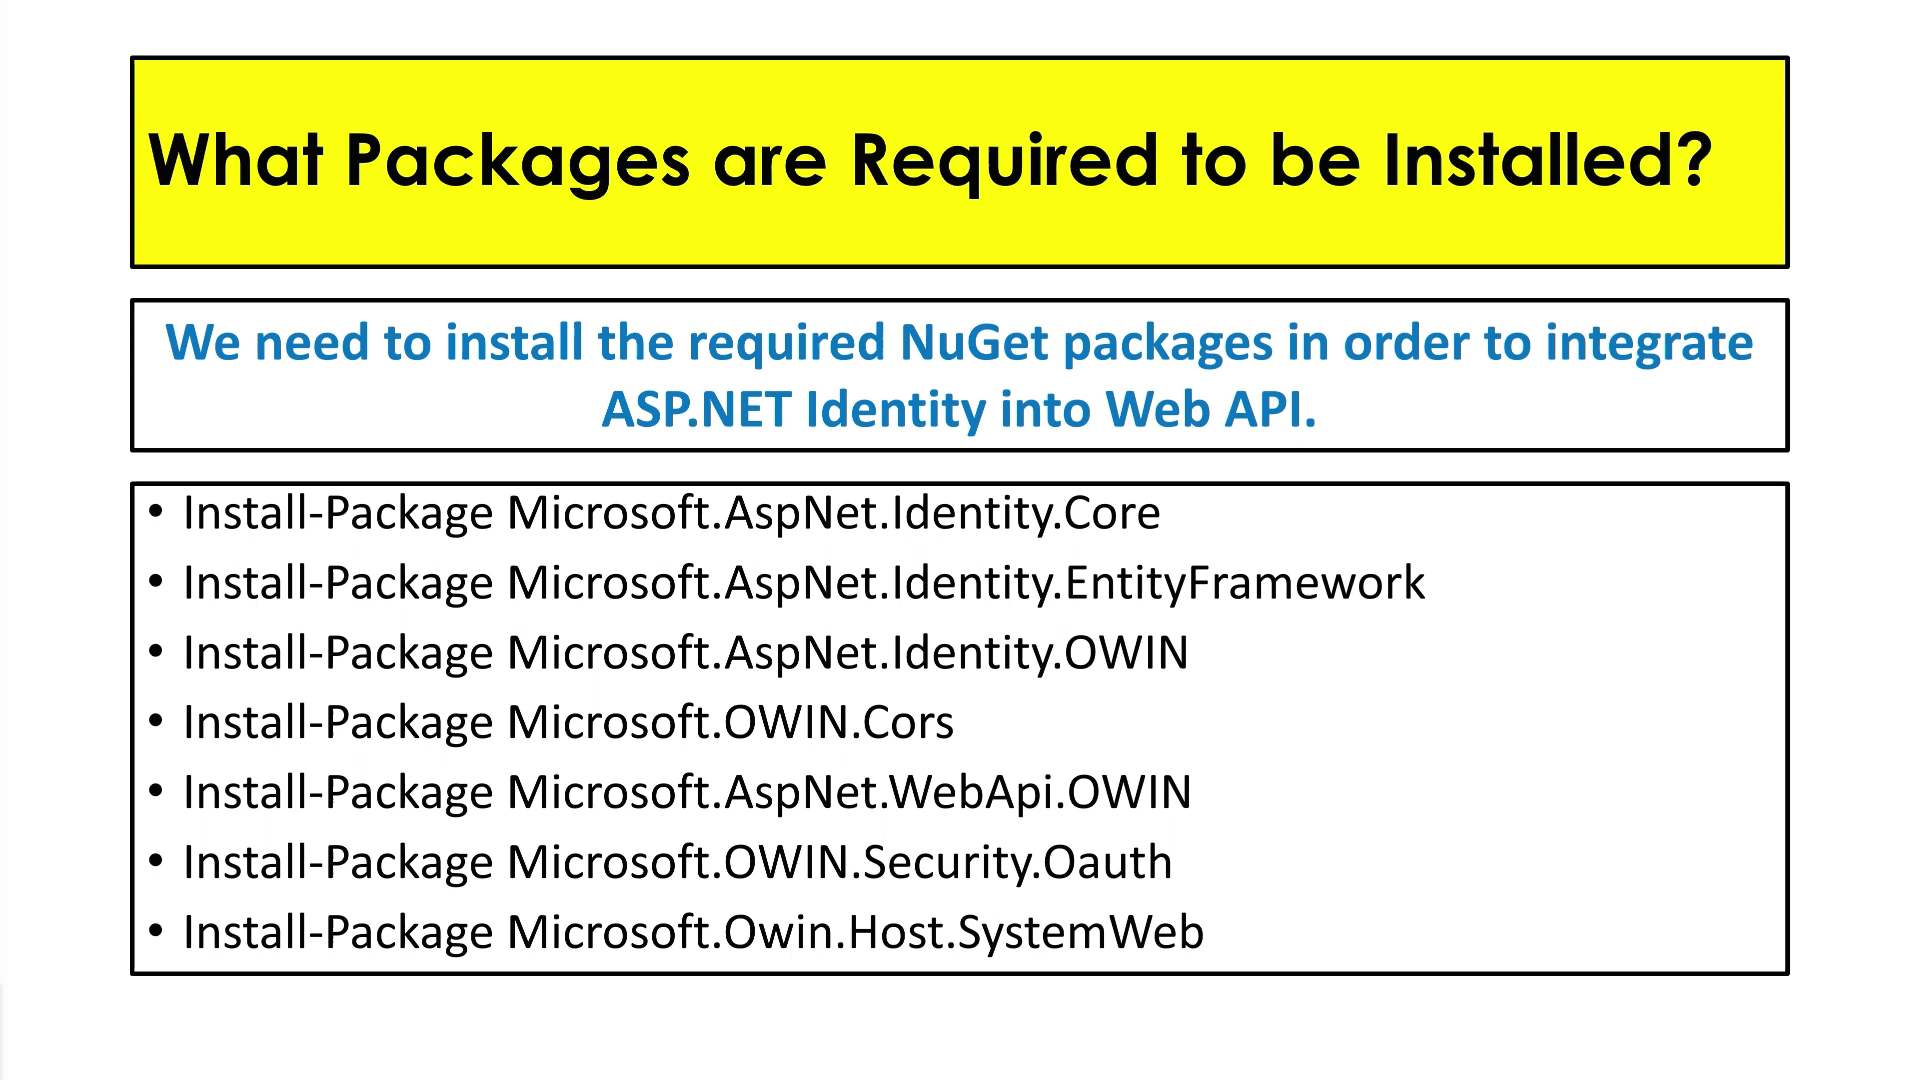 What Packages are Required to be Installed?
We need to install the required NuGet packages in order to integrate
ASP.NET Identity into Web API.
• Install-Package Microsoft.AspNet.Identity.Core
• Install-Package Microsoft.AspNet.Identity.EntityFramework
• Install-Package Microsoft.AspNet.Identity.OWIN
• Install-Package Microsoft.OWIN.Cors
• Install-Package Microsoft.AspNet.WebApi.OWIN
• Install-Package Microsoft.OWIN.Security.Oauth
• Install-Package Microsoft.Owin.Host.SystemWeb